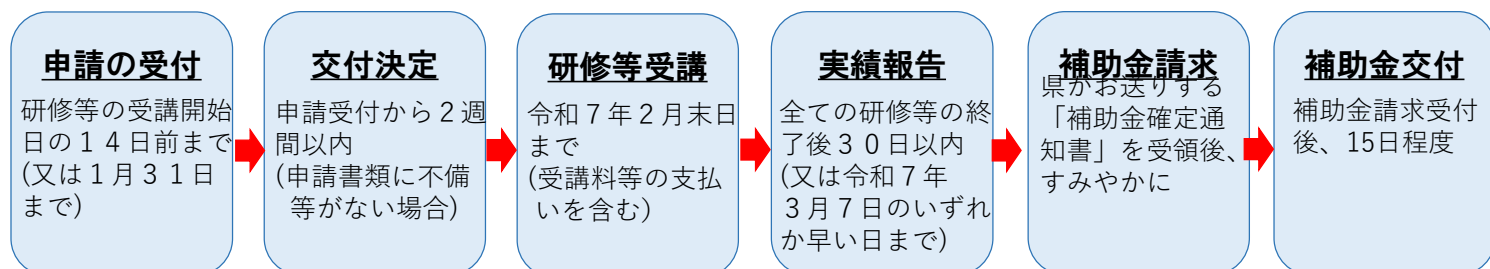 申請の受付
研修等の受講開始
日の１４日前まで
(又は１月３１日
まで)
交付決定
申請受付から２週
間以内
(申請書類に不備
等がない場合)
研修等受講
令和７年２月末日
まで
(受講料等の支払
いを含む)
実績報告
全ての研修等の終
了後３０日以内
(又は令和７年
３月７日のいずれ
か早い日まで)
補助金請求
県がお送りする
「補助金確定通
知書」を受領後、
すみやかに
補助金交付
補助金請求受付
後、15日程度